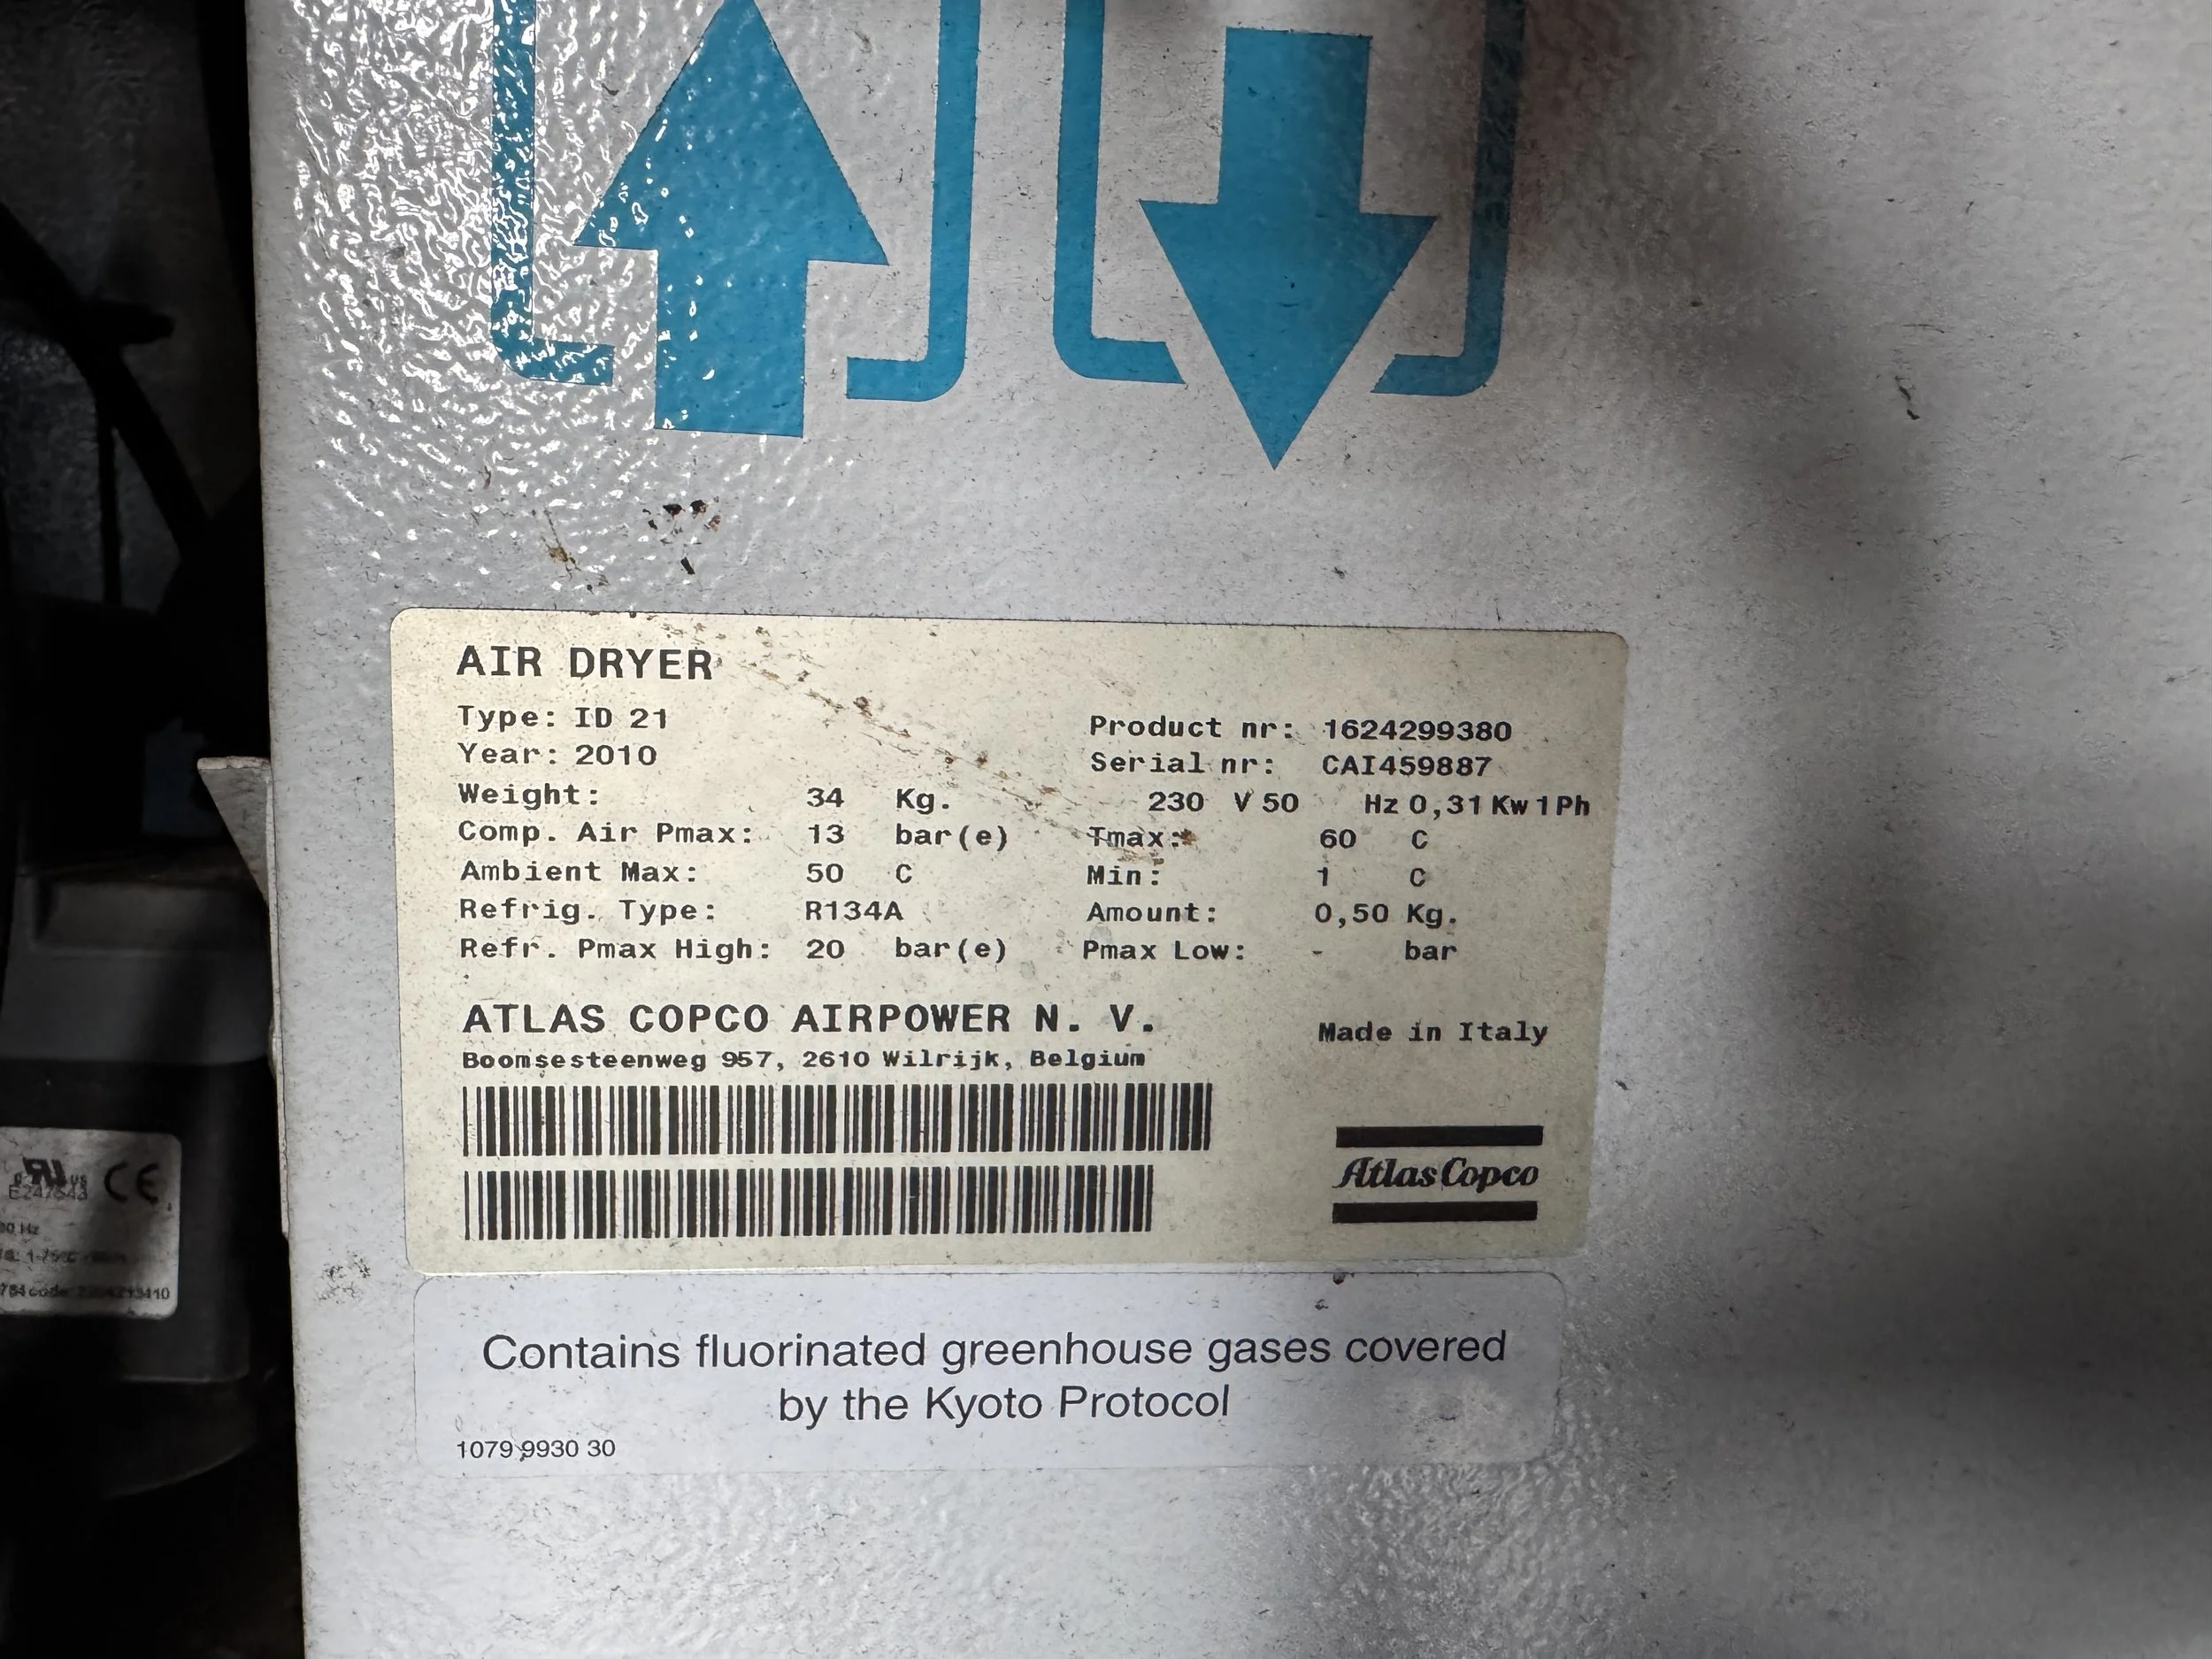 AIR DRYER
Type: ID 21
Year: 2010
Product nr: 1624299380
Serial nr: CAI459887
Weight: 34 Kg. 230 V 50 Hz 0,31 Kw 1 Ph
Comp. Air Pmax: 13 bar(e) Tmax: 60 C
Ambient Max: 50 C Min: 1 C
Refrig. Type: R134A Amount: 0,50 Kg.
Refr. Pmax High: 20 bar(e) Pmax Low: - bar
ATLAS COPCO AIRPOWER N. V.
Made in Italy
Boomsesteenweg 957, 2610 Wilrijk, Belgium
Atlas Copco
Contains fluorinated greenhouse gases covered
by the Kyoto Protocol
1079 9930 30
CE
Hz